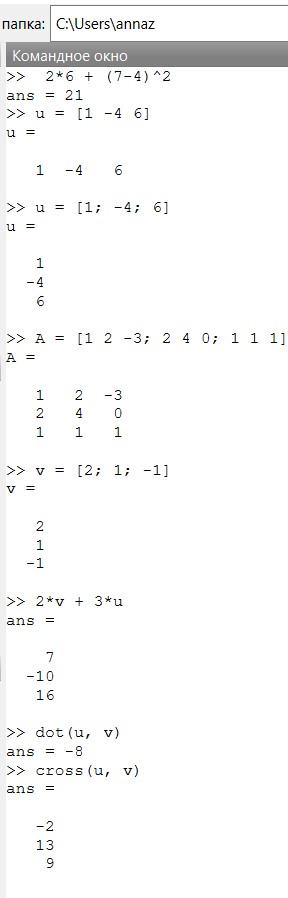 папка: C:\Users\annaz
Командное окно
>>  2*6 + (7-4)^2
ans = 21
>> u = [1 -4 6]
u =
1  -4   6
>> u = [1; -4; 6]
u =
1
-4
6
>> A = [1 2 -3; 2 4 0; 1 1 1]
A =
1   2  -3
2   4   0
1   1   1
>> v = [2; 1; -1]
v =
2
1
-1
>> 2*v + 3*u
ans =
7
-10
16
>> dot(u, v)
ans = -8
>> cross(u, v)
ans =
-2
13
9